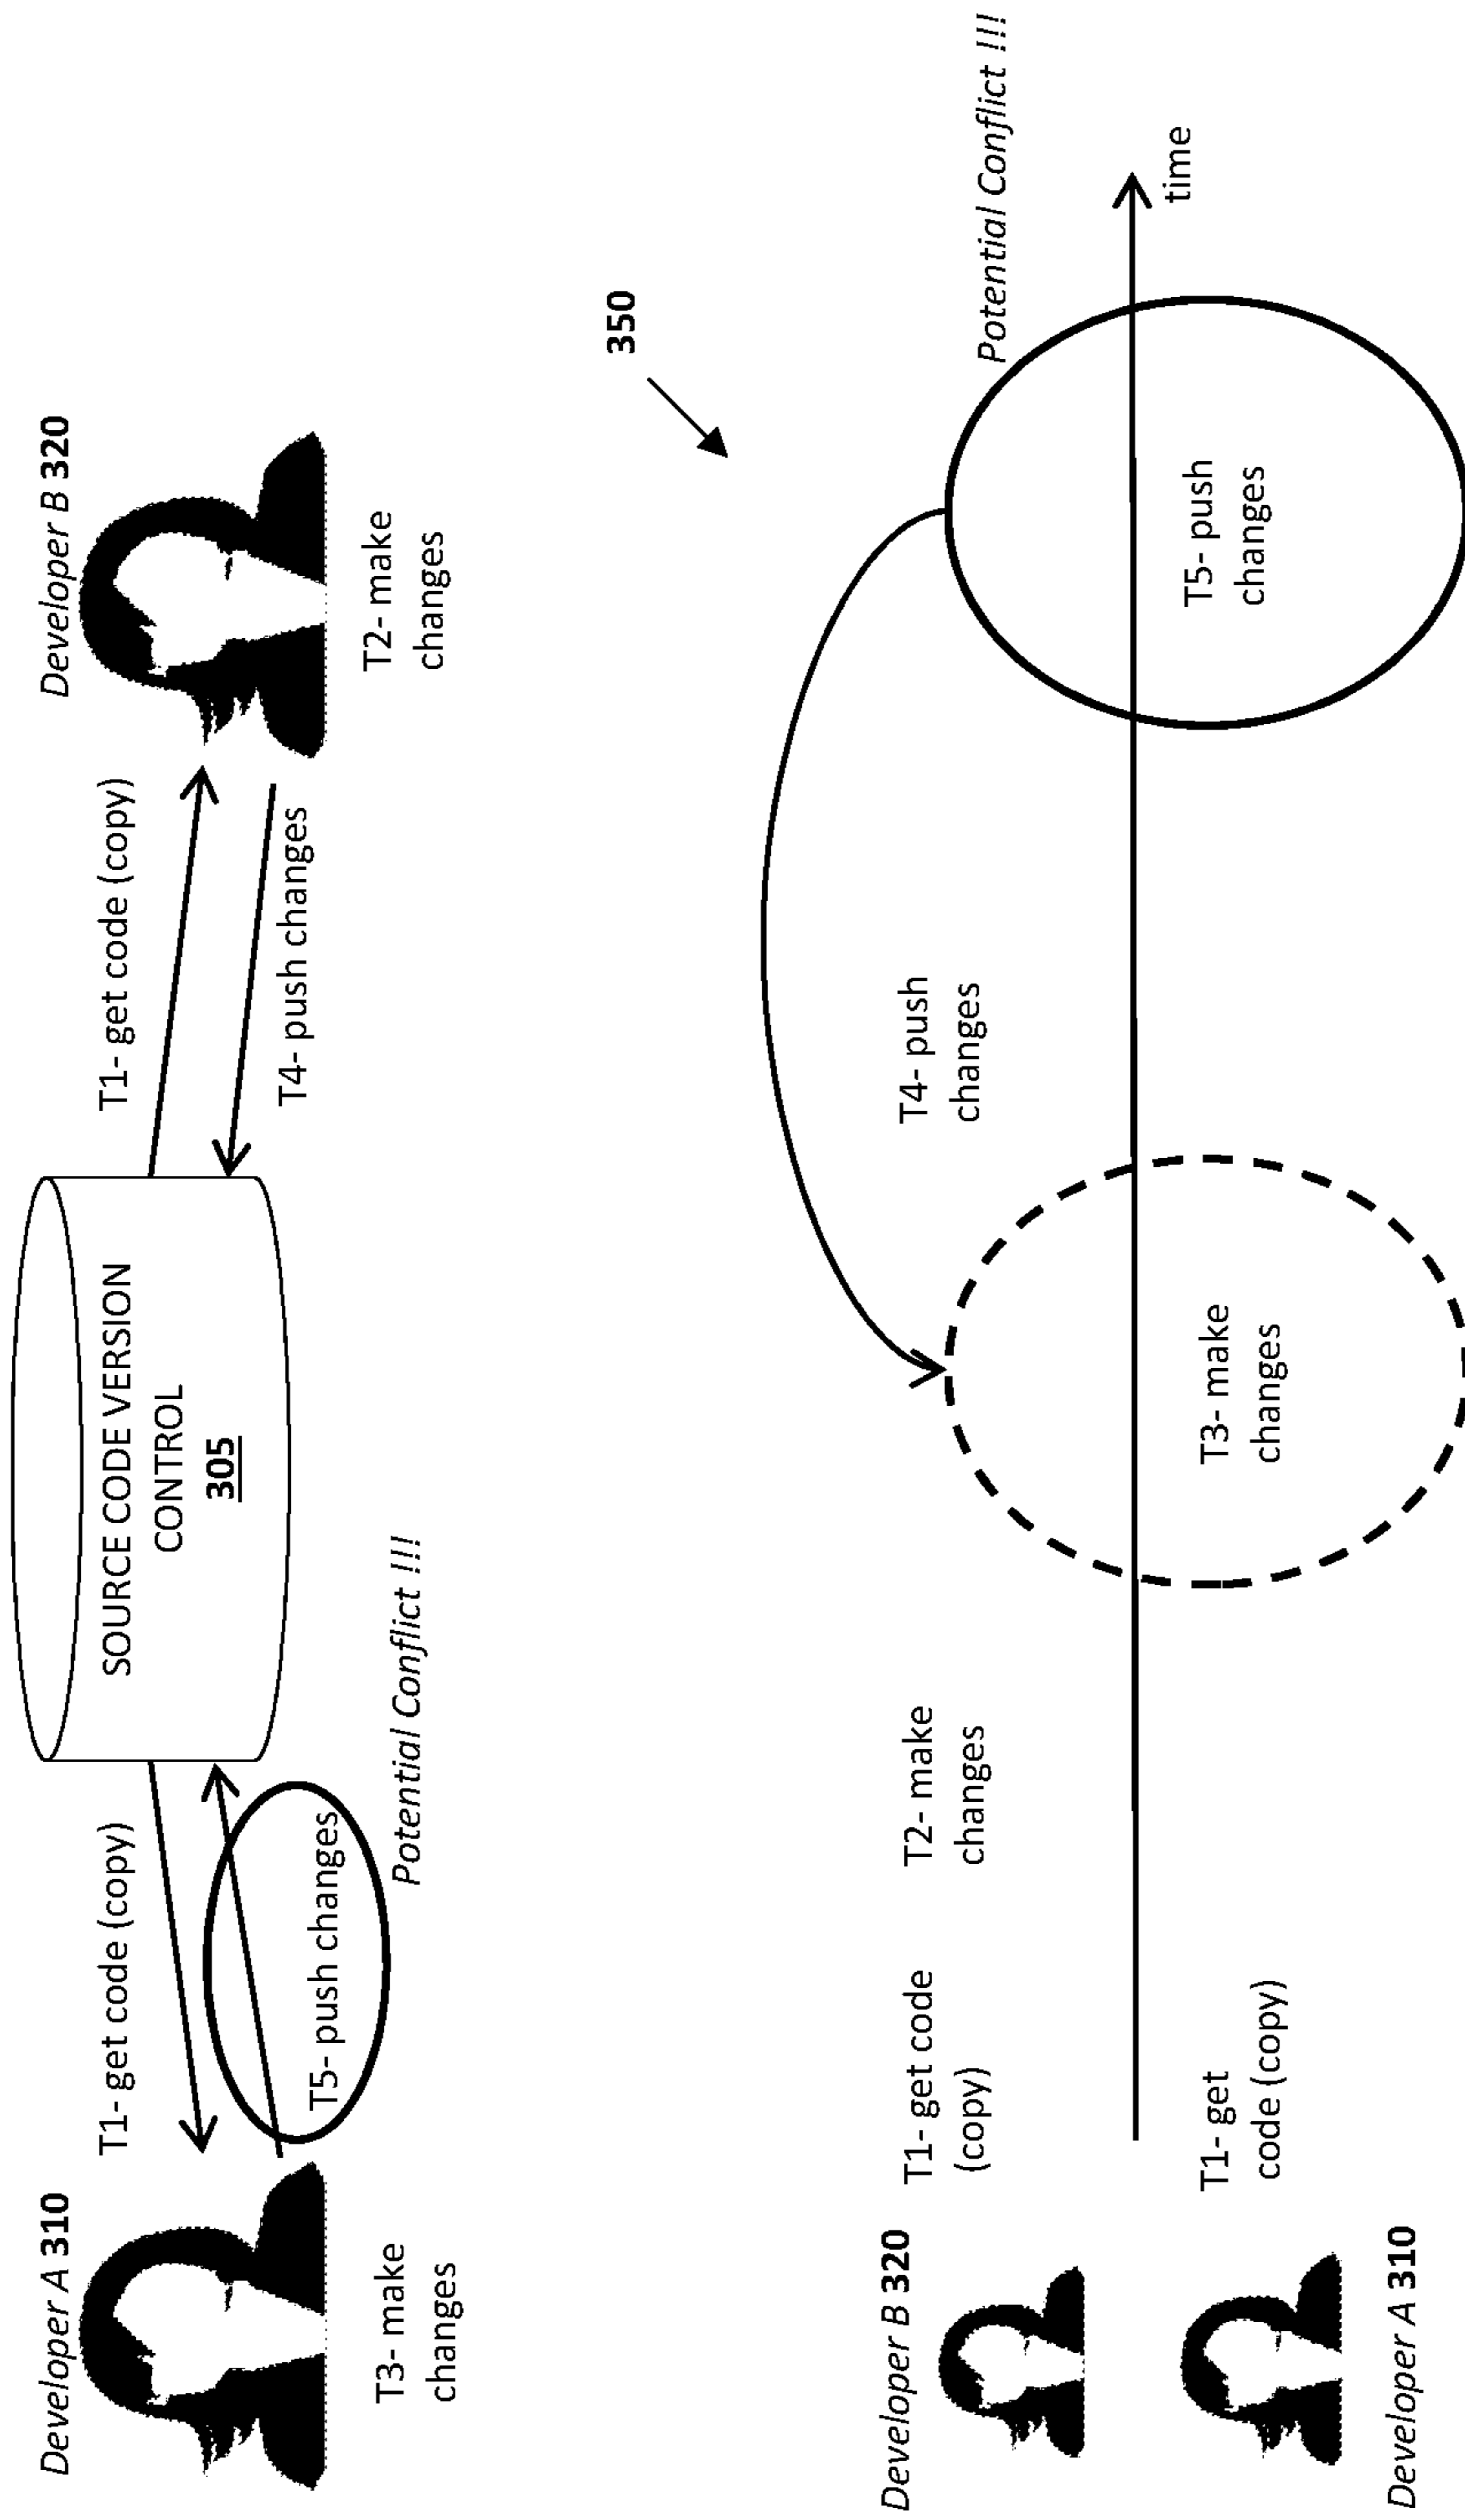 Developer A 310
T1- get code (copy)
SOURCE CODE VERSION
CONTROL
305
T1- get code (copy)
Developer B 320
T5- push changes
T4- push changes
T3- make
changes
Potential Conflict !!!!
T2- make
changes
350
Developer B 320
T1- get code
(copy)
T2- make
changes
T4- push
changes
Potential Conflict !!!
time
T1- get
code (copy)
T3- make
changes
T5- push
changes
Developer A 310